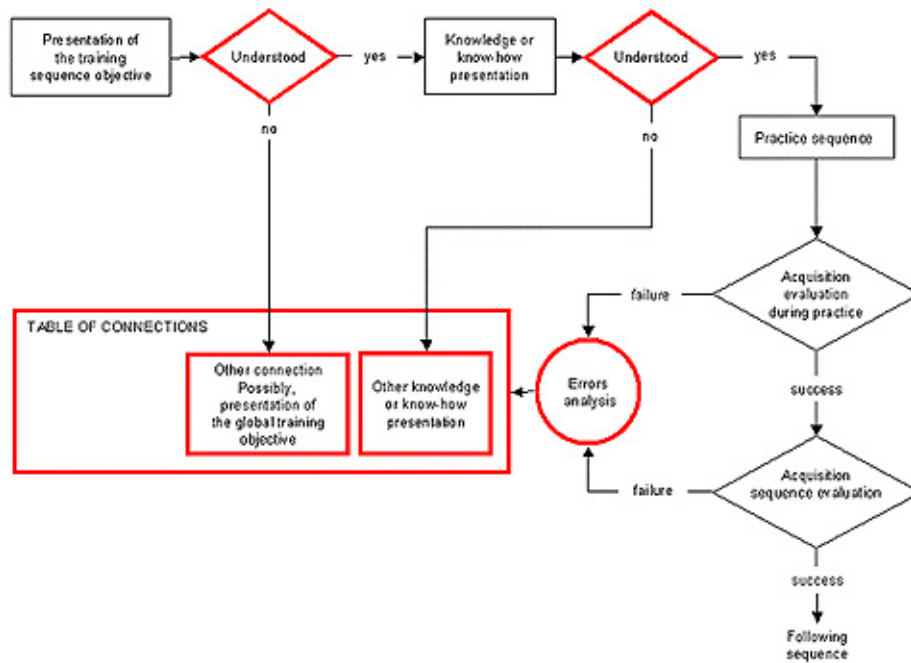 Presentation of
the training
sequence objective
Understood
yes
Knowledge or
know-how
presentation
Understood
yes
no
no
Practice sequence
Acquisition
evaluation
during practice
failure
TABLE OF CONNECTIONS
Other connection
Possibly,
presentation of
the global training
objective
Other knowledge
or know-how
presentation
Errors
analysis
success
Acquisition
sequence evaluation
failure
success
Following
sequence